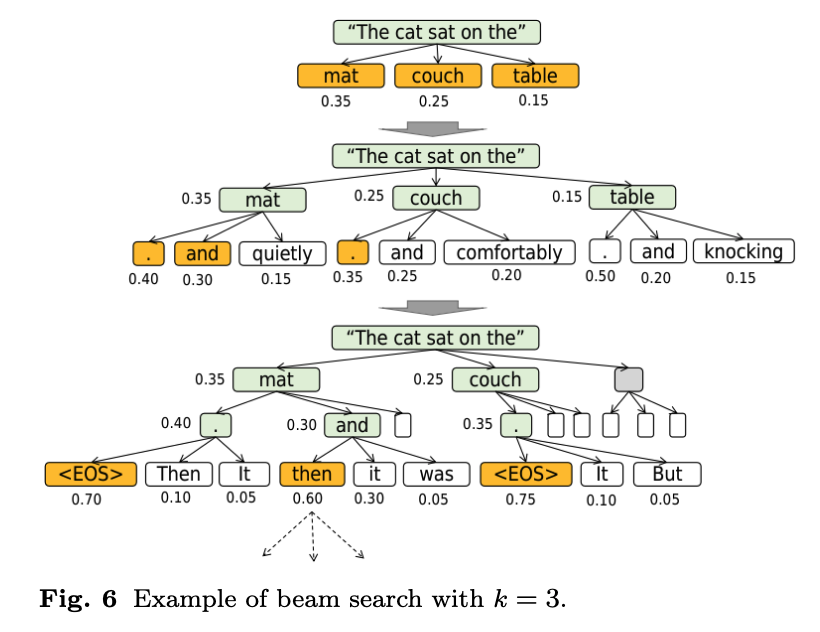 “The cat sat on the”
mat couch table
0.35 0.25 0.15
“The cat sat on the”
0.35 mat 0.25 couch 0.15 table
. and quietly . and comfortably . and knocking
0.40 0.30 0.15 0.35 0.25 0.20 0.50 0.20 0.15
“The cat sat on the”
0.35 mat 0.25 couch
0.40 . 0.30 and 0.35 .
<EOS> Then It then it was <EOS> It But
0.70 0.10 0.05 0.60 0.30 0.05 0.75 0.10 0.05
Fig. 6 Example of beam search with k = 3.